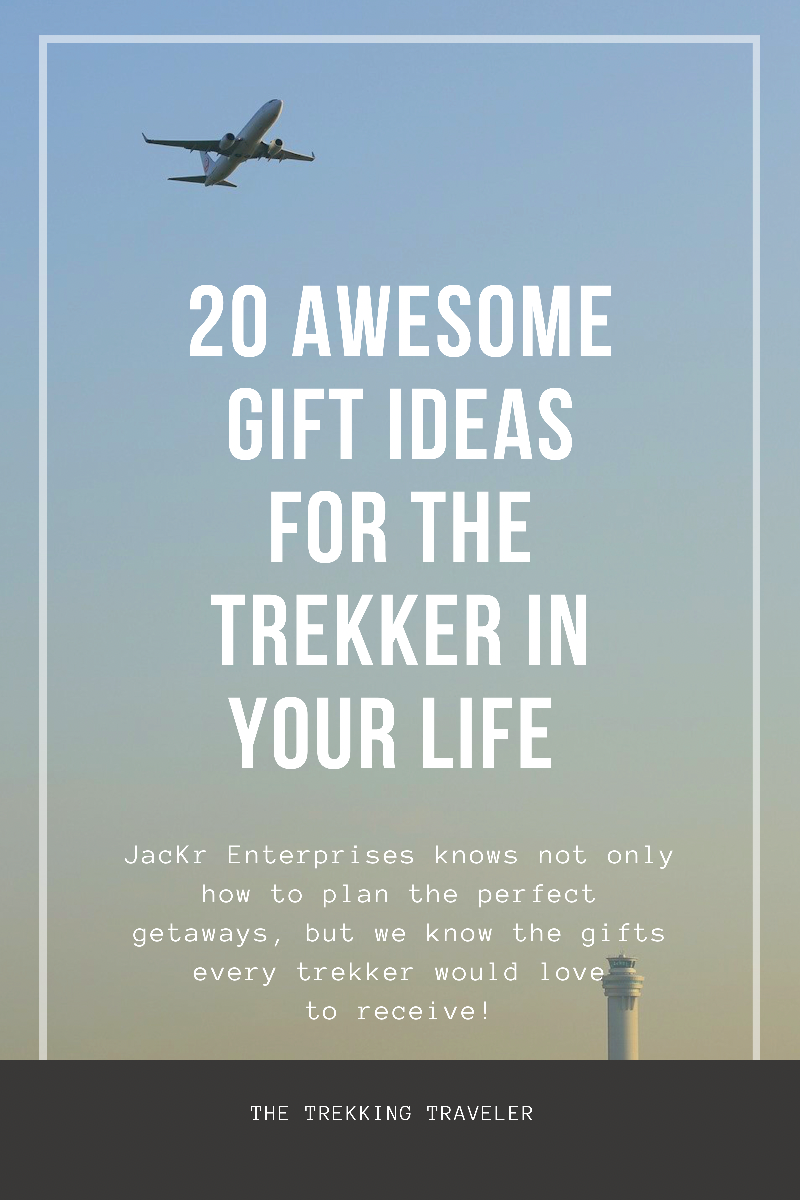 20 AWESOME
GIFT IDEAS
FOR THE
TREKKER IN
YOUR LIFE
JacKr Enterprises knows not only
how to plan the perfect
getaways, but we know the gifts
every trekker would love
to receive!
THE TREKKING TRAVELER